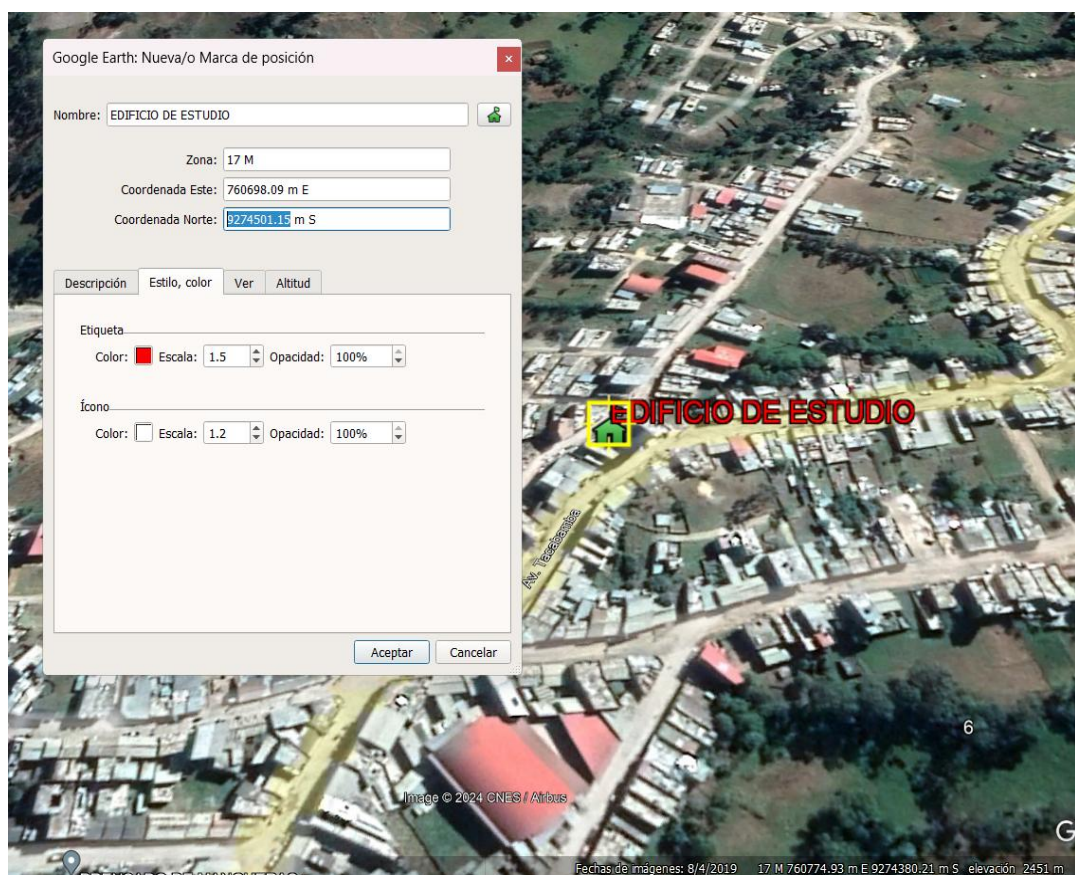 Google Earth: Nueva/o Marca de posición
Nombre: EDIFICIO DE ESTUDIO
Zona: 17 M
Coordenada Este: 760698.09 m E
Coordenada Norte: 9274501.15 m S
Descripción Estilo, color Ver Altitud
Etiqueta
Color: Escala: 1.5 Opacidad: 100%
Ícono
Color: Escala: 1.2 Opacidad: 100%
Aceptar Cancelar
EDIFICIO DE ESTUDIO
Av. Tacabamba
6
Image © 2024 CNES / Airbus
G
Fechas de imágenes: 8/4/2019 17 M 760774.93 m E 9274380.21 m S elevación 2451 m